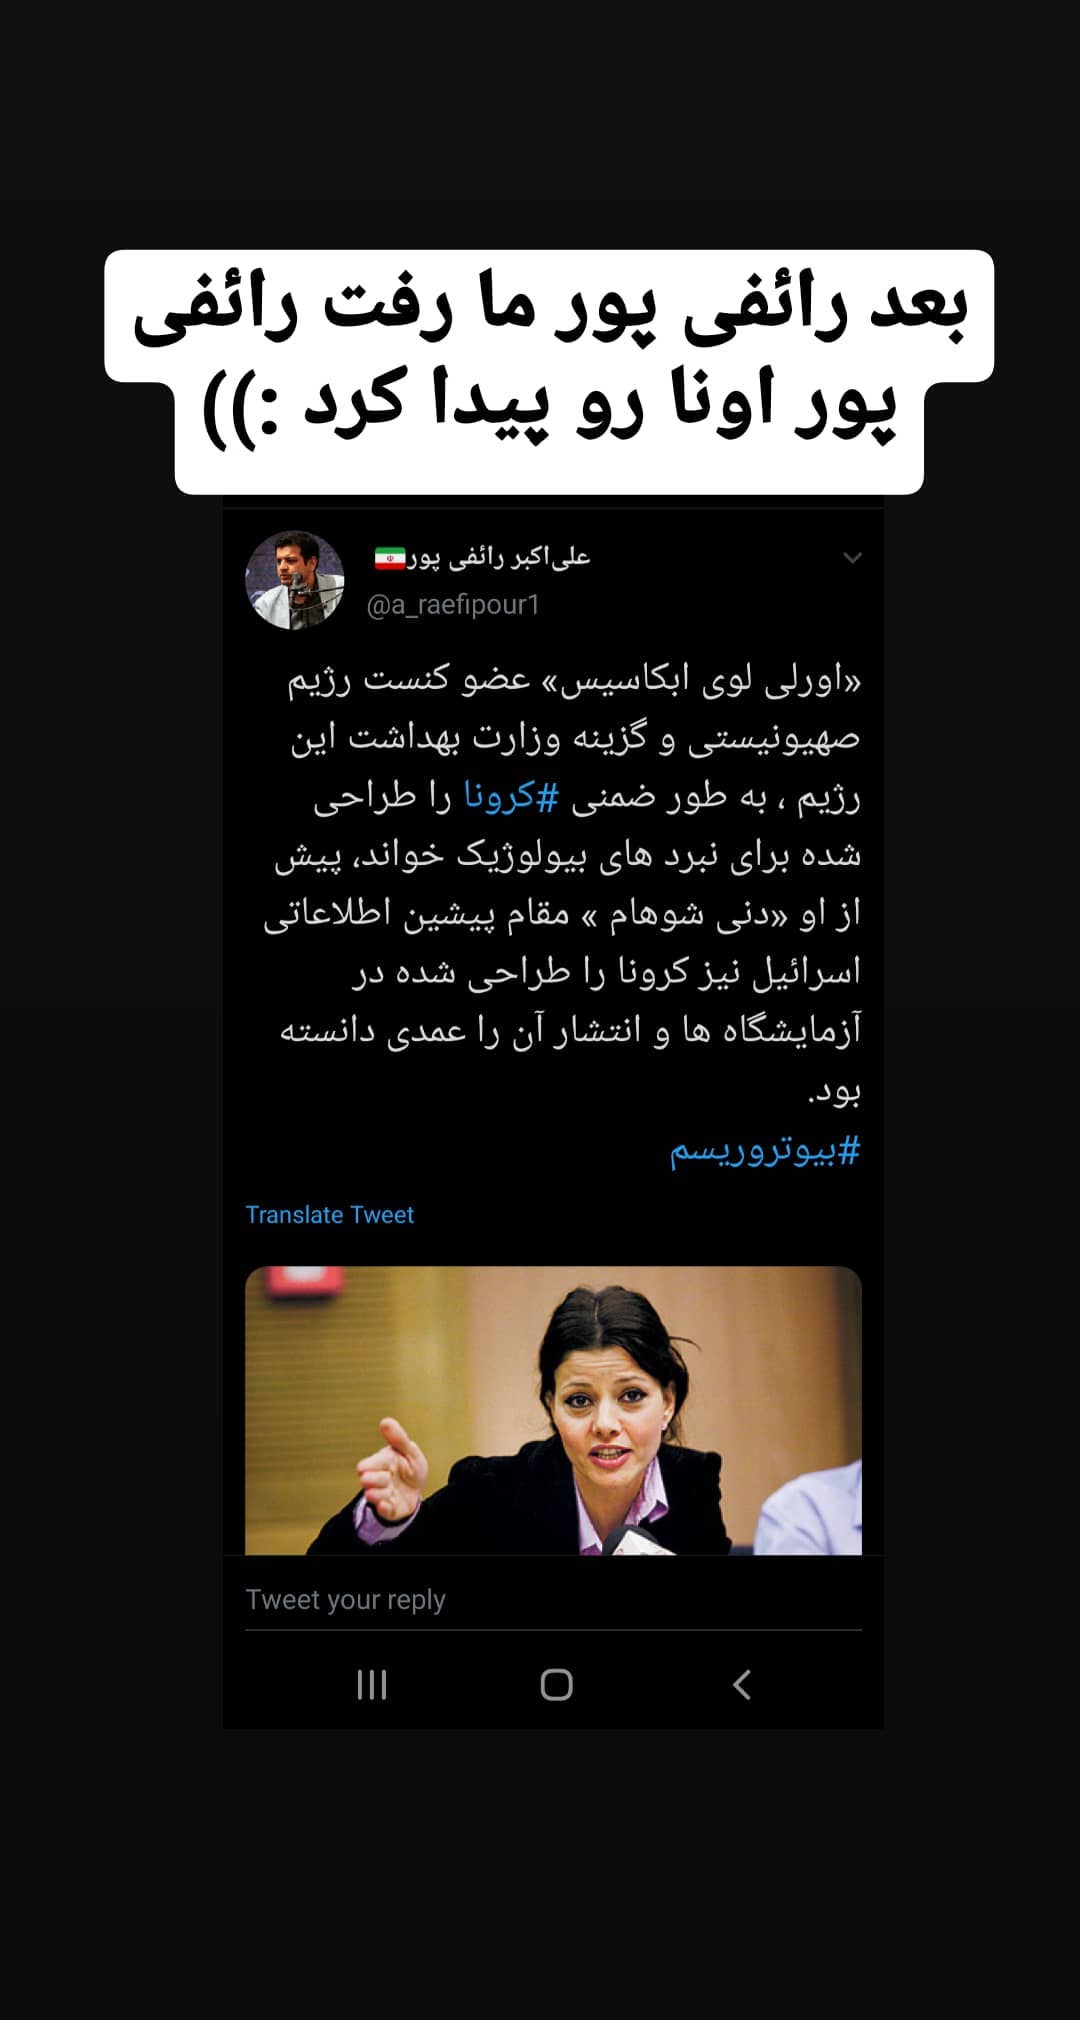 بعد رائفی پور ما رفت رائفی
پور اونا رو پیدا کرد :))
علی‌اکبر رائفی پور🇮🇷
@a_raefipour1
«اورلی لوی ابکاسیس» عضو کنست رژیم
صهیونیستی و گزینه وزارت بهداشت این
رژیم ، به طور ضمنی #کرونا را طراحی
شده برای نبرد های بیولوژیک خواند، پیش
از او «دنی شوهام » مقام پیشین اطلاعاتی
اسرائیل نیز کرونا را طراحی شده در
آزمایشگاه ها و انتشار آن را عمدی دانسته
بود.
#بیوتروریسم
Translate Tweet
Tweet your reply